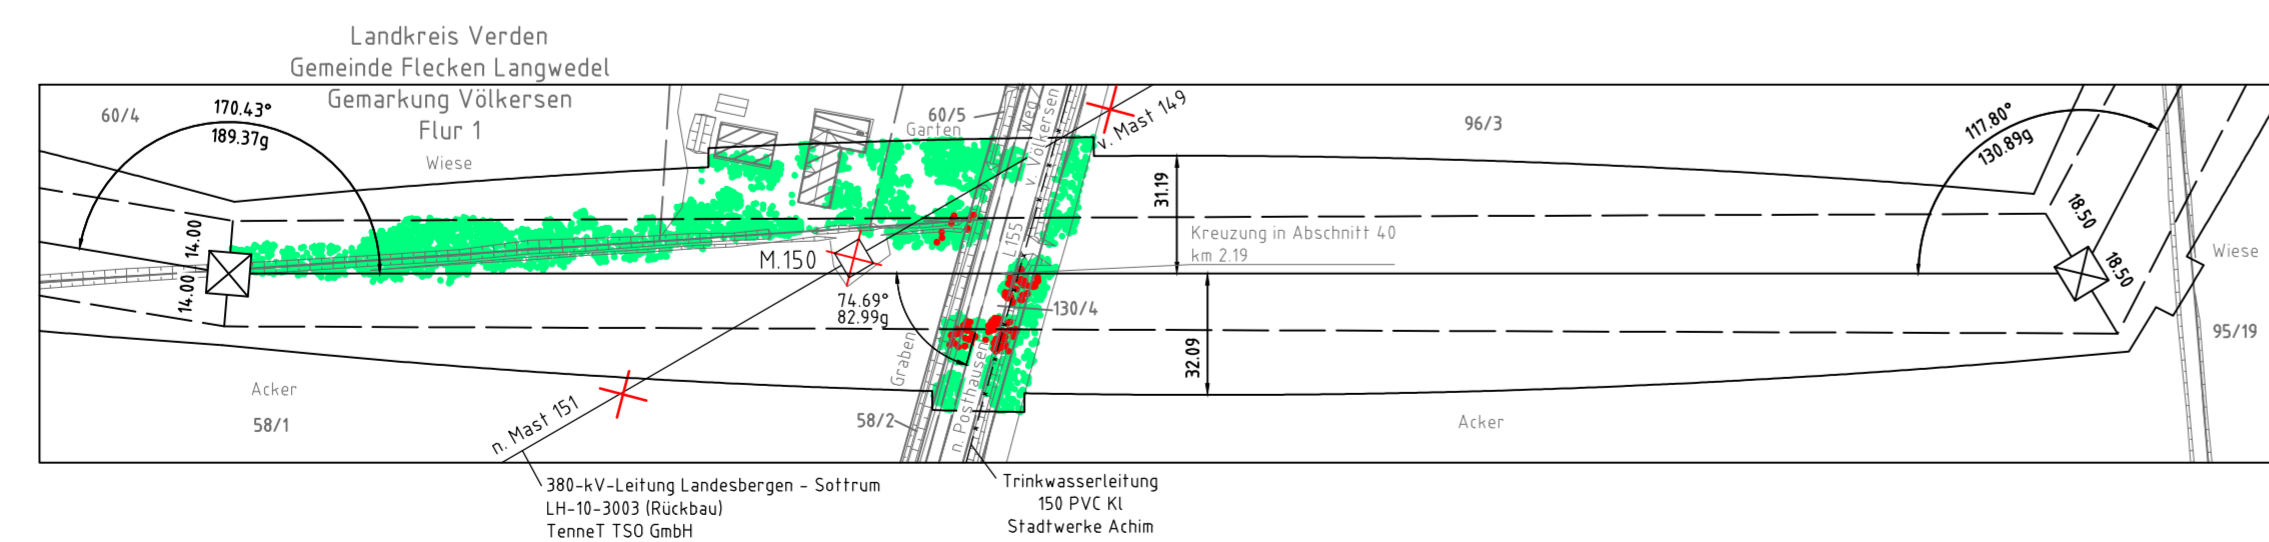 Landkreis Verden
Gemeinde Flecken Langwedel
Gemarkung Völkersen
Flur 1
60/4
170.43°
189.37g
Wiese
60/5
Garten
Weg
v. Völkersen
v. Mast 149
96/3
117.80°
130.89g
31.19
18.50
18.50
14.00
14.00
M.150
L155
Kreuzung in Abschnitt 40
km 2.19
Wiese
74.69°
82.99g
130/4
32.09
95/19
Graben
Acker
58/1
n. Mast 151
58/2
n. Posthausen
Acker
380-kV-Leitung Landesbergen - Sottrum
LH-10-3003 (Rückbau)
TenneT TSO GmbH
Trinkwasserleitung
150 PVC Kl
Stadtwerke Achim